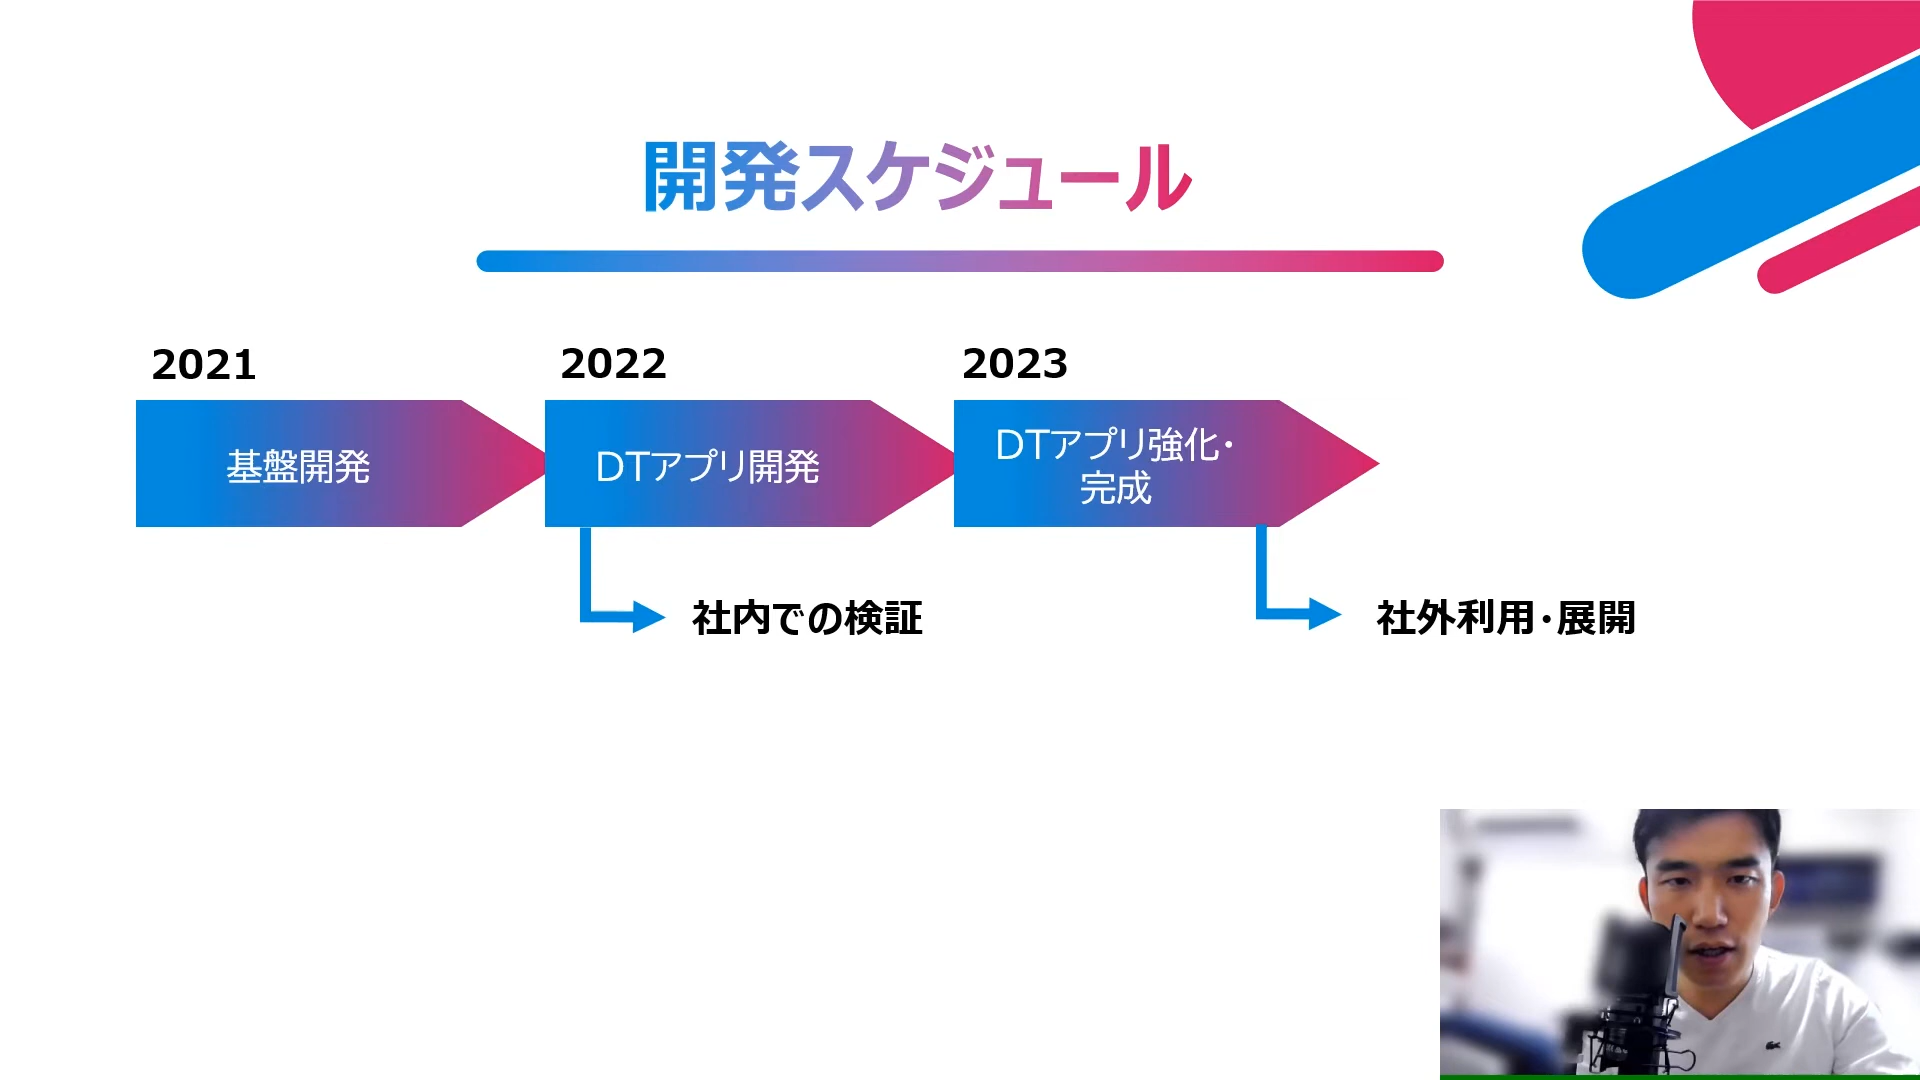 開発スケジュール
2021
2022
2023
基盤開発
DTアプリ開発
DTアプリ強化・
完成
社内での検証
社外利用・展開